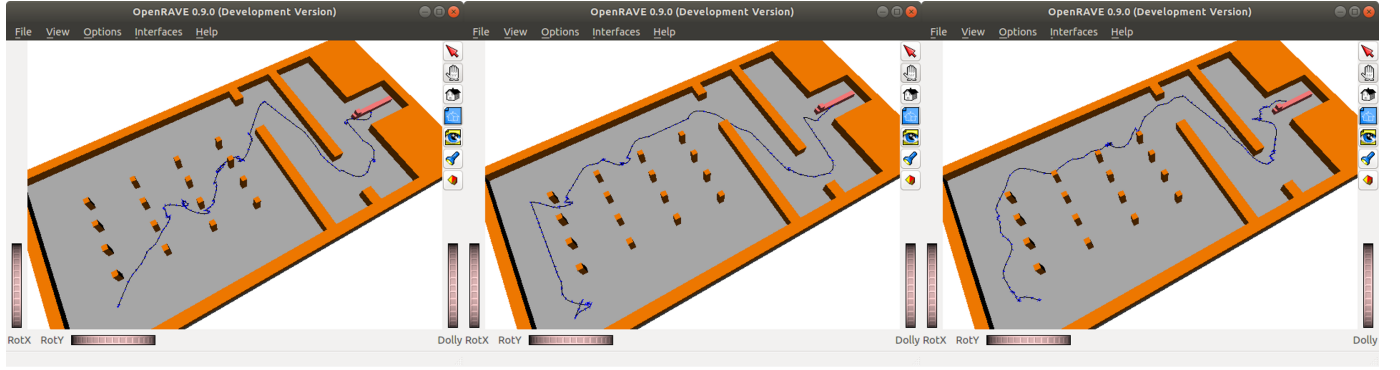 OpenRAVE 0.9.0 (Development Version)
File View Options Interfaces Help
RotX RotY Dolly
OpenRAVE 0.9.0 (Development Version)
File View Options Interfaces Help
RotX RotY Dolly
OpenRAVE 0.9.0 (Development Version)
File View Options Interfaces Help
RotX RotY Dolly